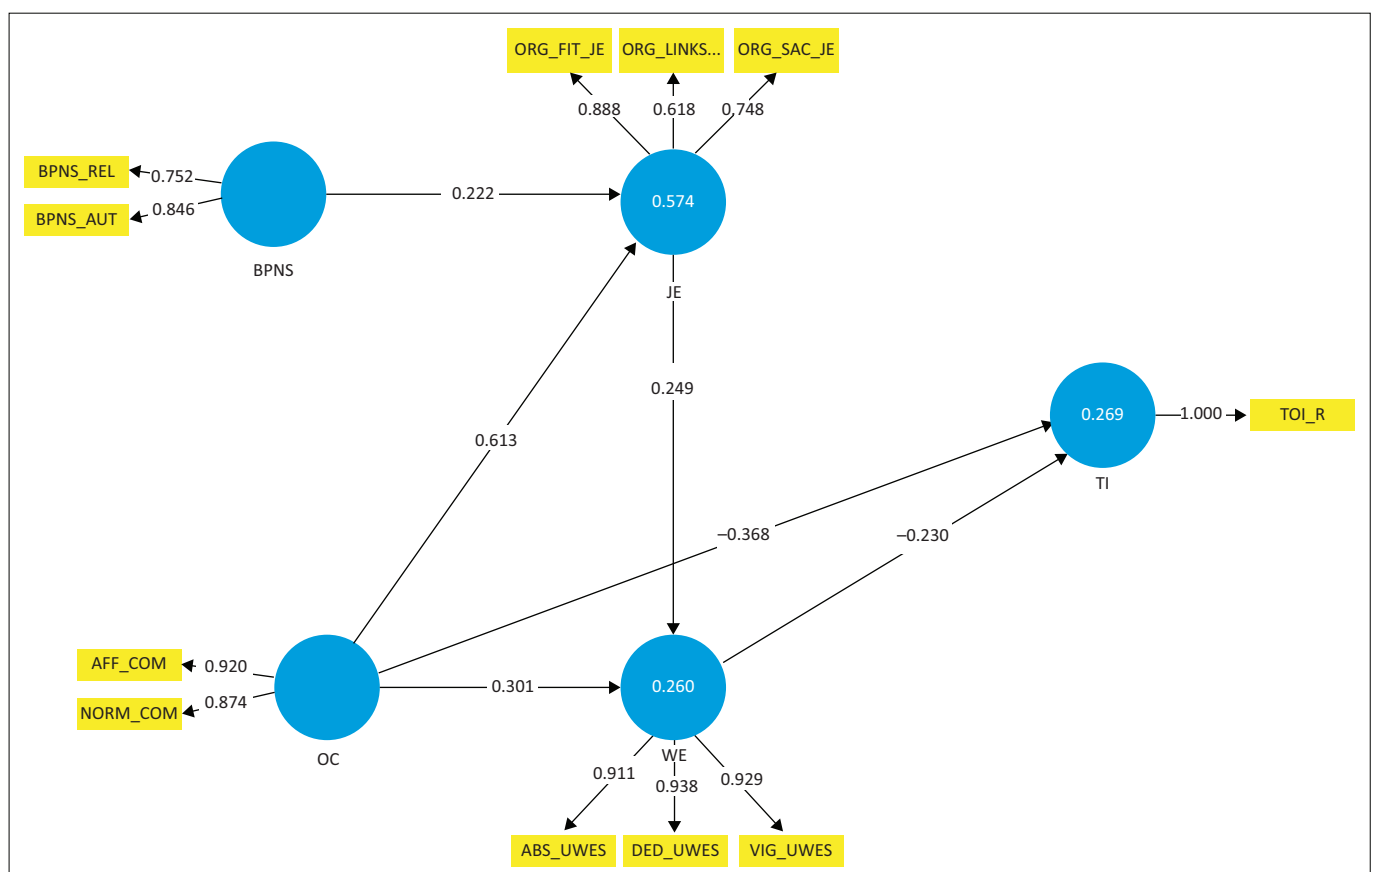 ORG_FIT_JE ORG_LINKS... ORG_SAC_JE
0.888 0.618 0.748
BPNS_REL 0.752
BPNS_AUT 0.846
0.222 0.574
BPNS
JE
0.249
0.613
0.269 1.000 TOI_R
TI
–0.368 –0.230
AFF_COM 0.920
NORM_COM 0.874
0.301 0.260
OC WE
0.911 0.938 0.929
ABS_UWES DED_UWES VIG_UWES